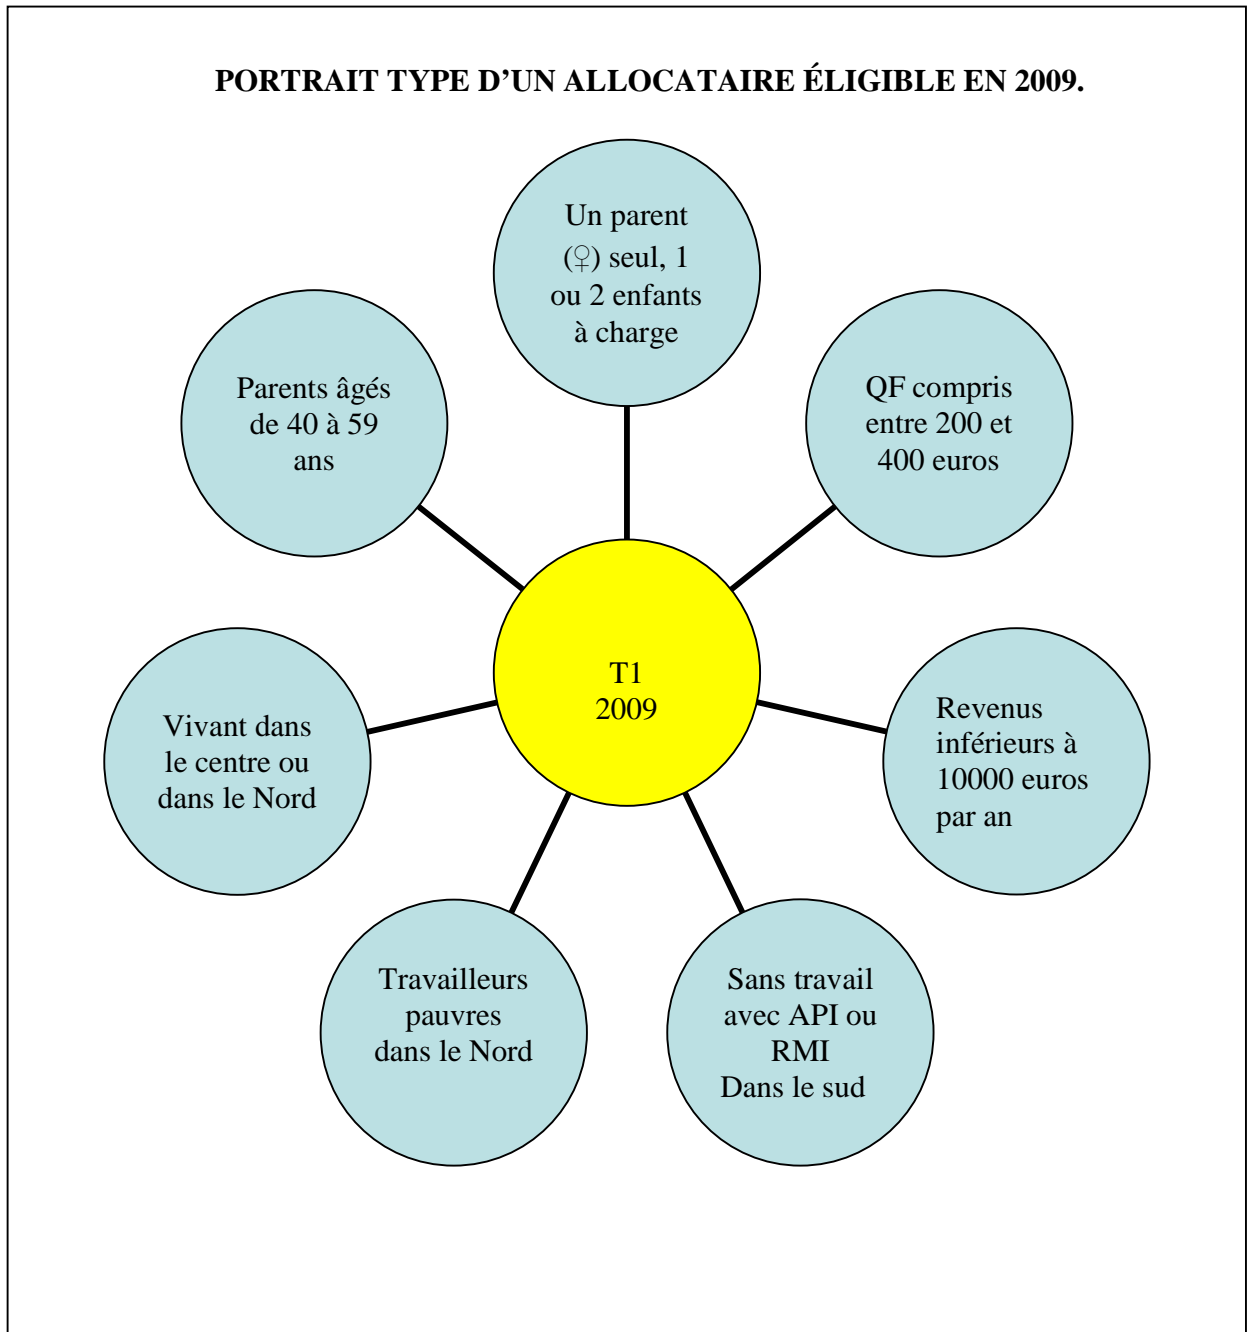 PORTRAIT TYPE D’UN ALLOCATAIRE ÉLIGIBLE EN 2009.
Un parent
(♀) seul, 1
ou 2 enfants
à charge
QF compris
entre 200 et
400 euros
Revenus
inférieurs à
10000 euros
par an
Sans travail
avec API ou
RMI
Dans le sud
Travailleurs
pauvres
dans le Nord
Vivant dans
le centre ou
dans le Nord
Parents âgés
de 40 à 59
ans
T1
2009